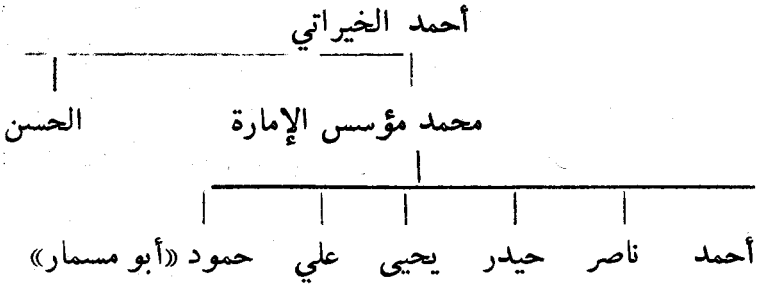 أحمد الخيراتي
محمد مؤسس الإمارة الحسن
أحمد ناصر حيدر يحيى علي حمود «أبو مسمار»